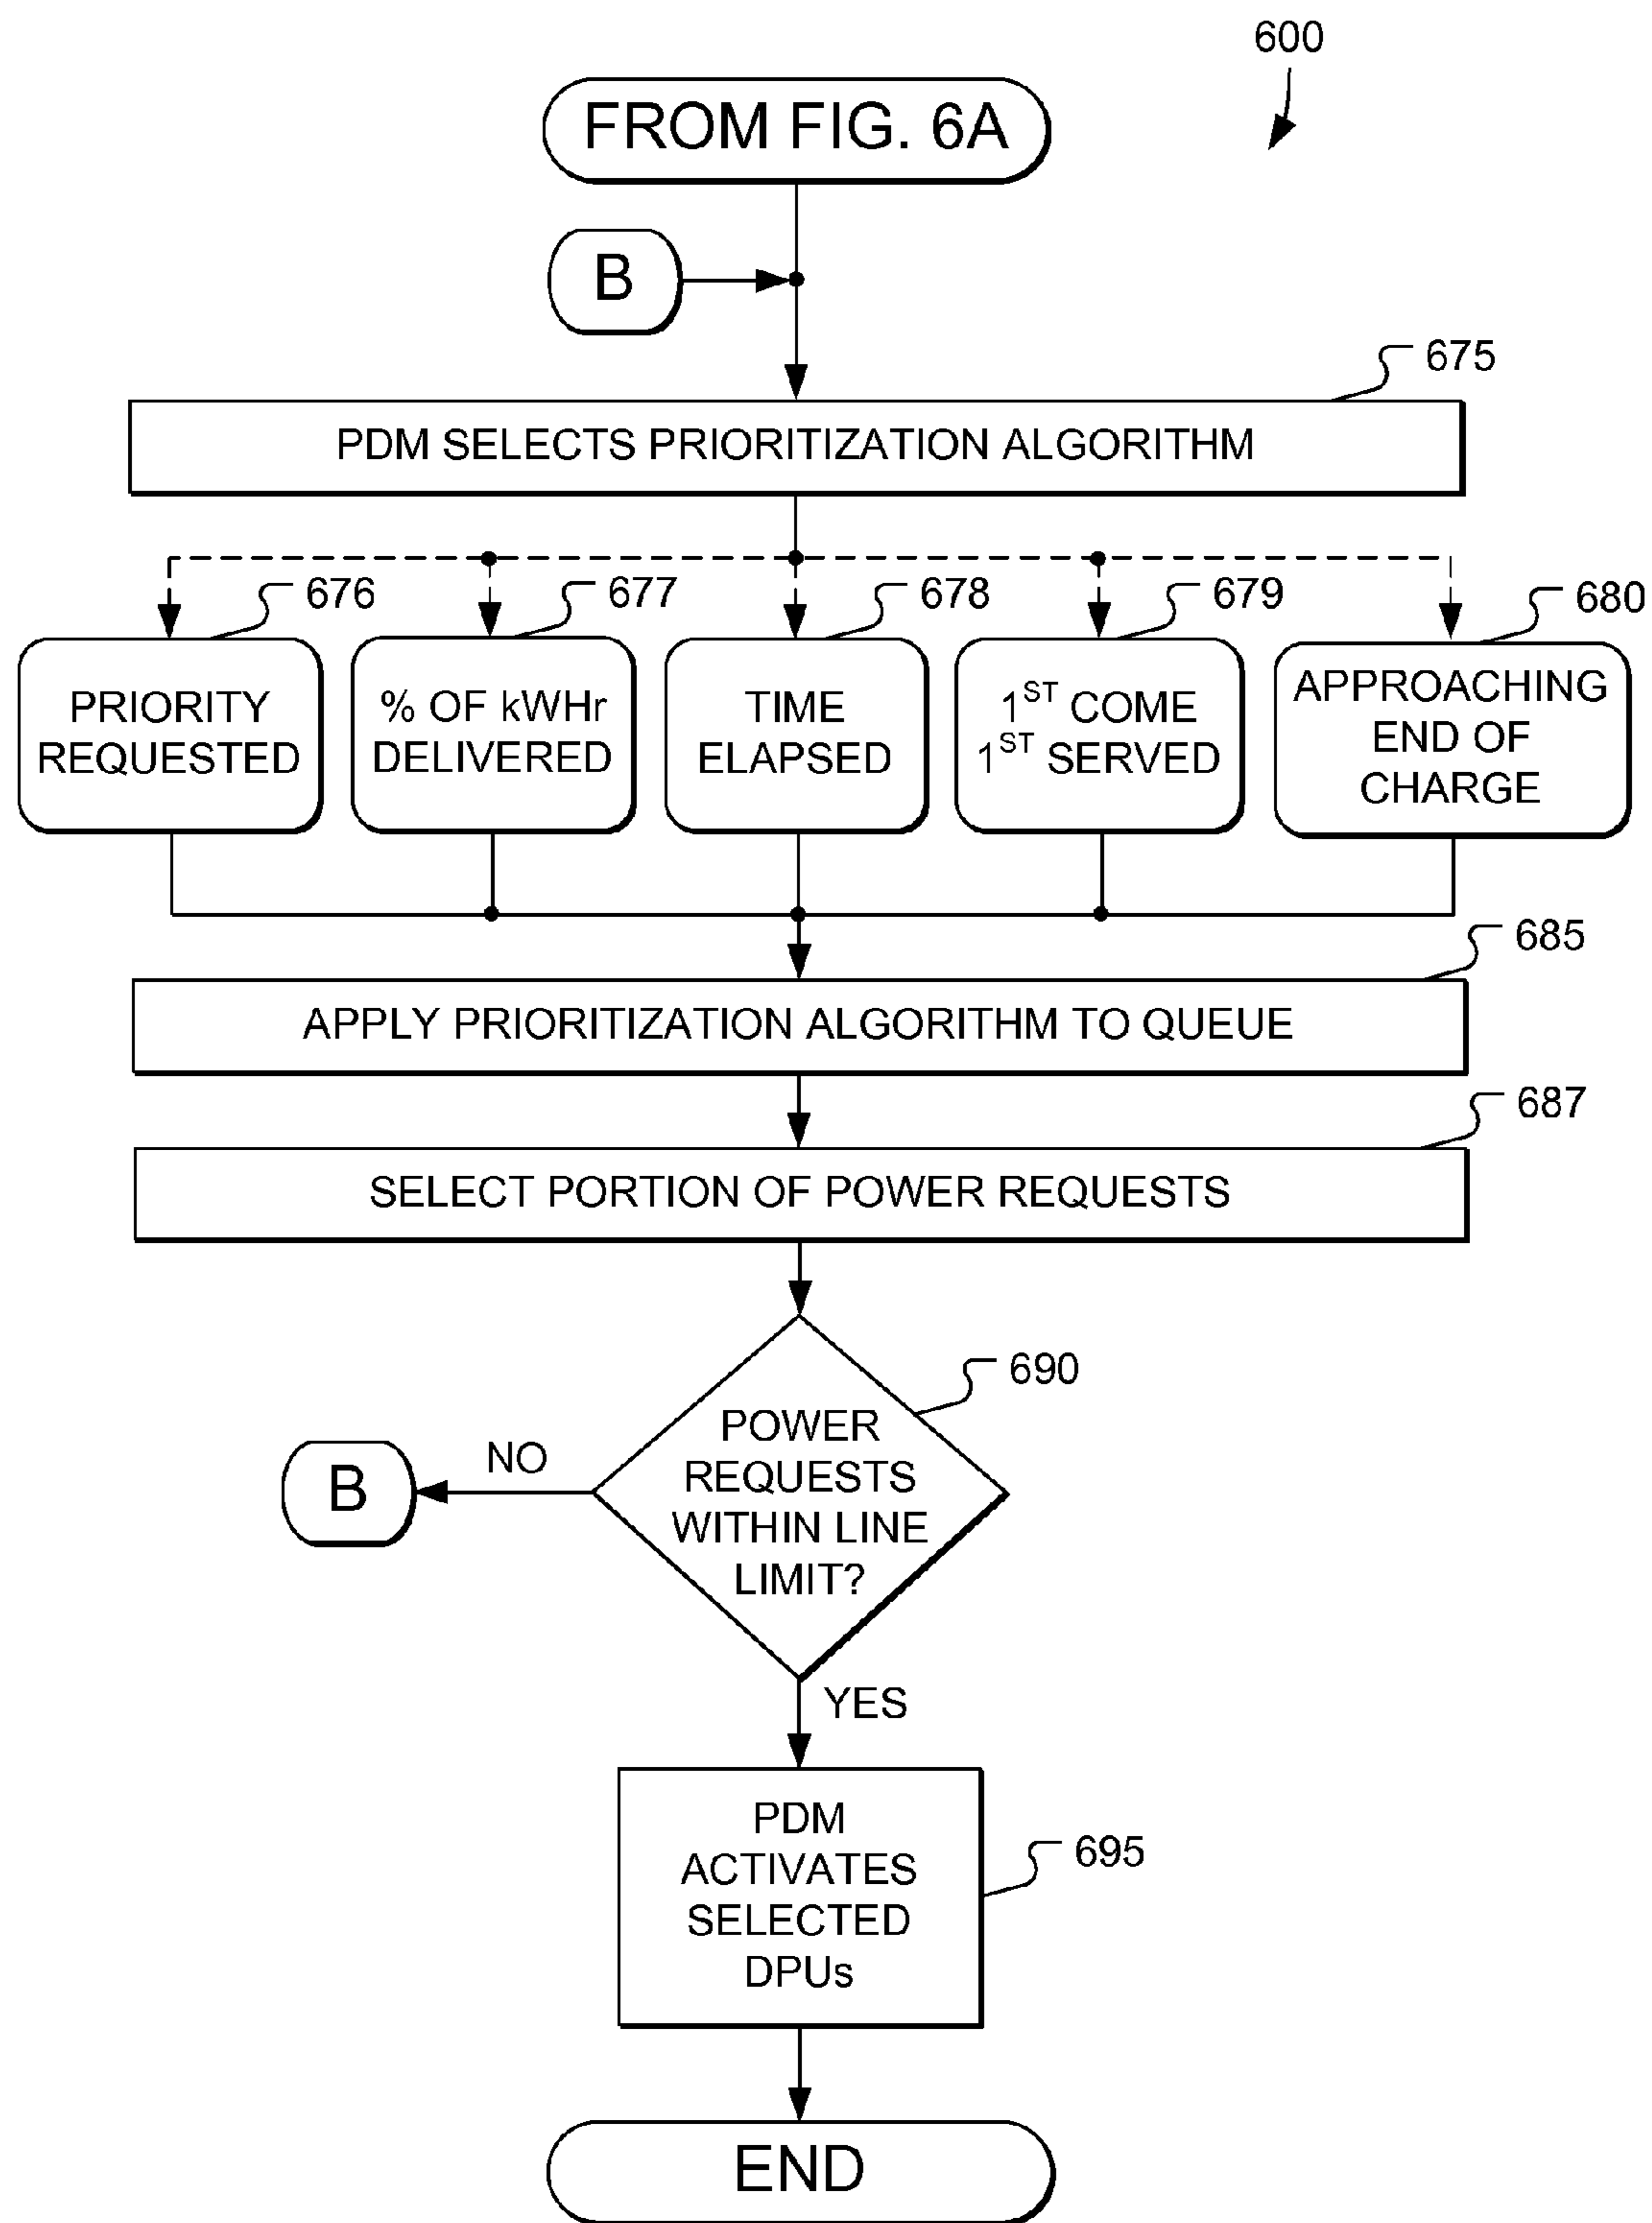 600
FROM FIG. 6A
B
675
PDM SELECTS PRIORITIZATION ALGORITHM
676
677
678
679
680
PRIORITY
REQUESTED
% OF kWHr
DELIVERED
TIME
ELAPSED
1ST COME
1ST SERVED
APPROACHING
END OF
CHARGE
685
APPLY PRIORITIZATION ALGORITHM TO QUEUE
687
SELECT PORTION OF POWER REQUESTS
690
POWER
REQUESTS
WITHIN LINE
LIMIT?
NO
B
YES
PDM
ACTIVATES
SELECTED
DPUs
695
END